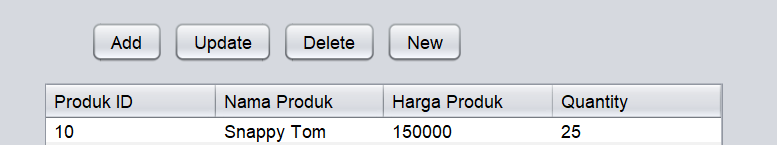 Add Update Delete New
Produk ID Nama Produk Harga Produk Quantity
10 Snappy Tom 150000 25